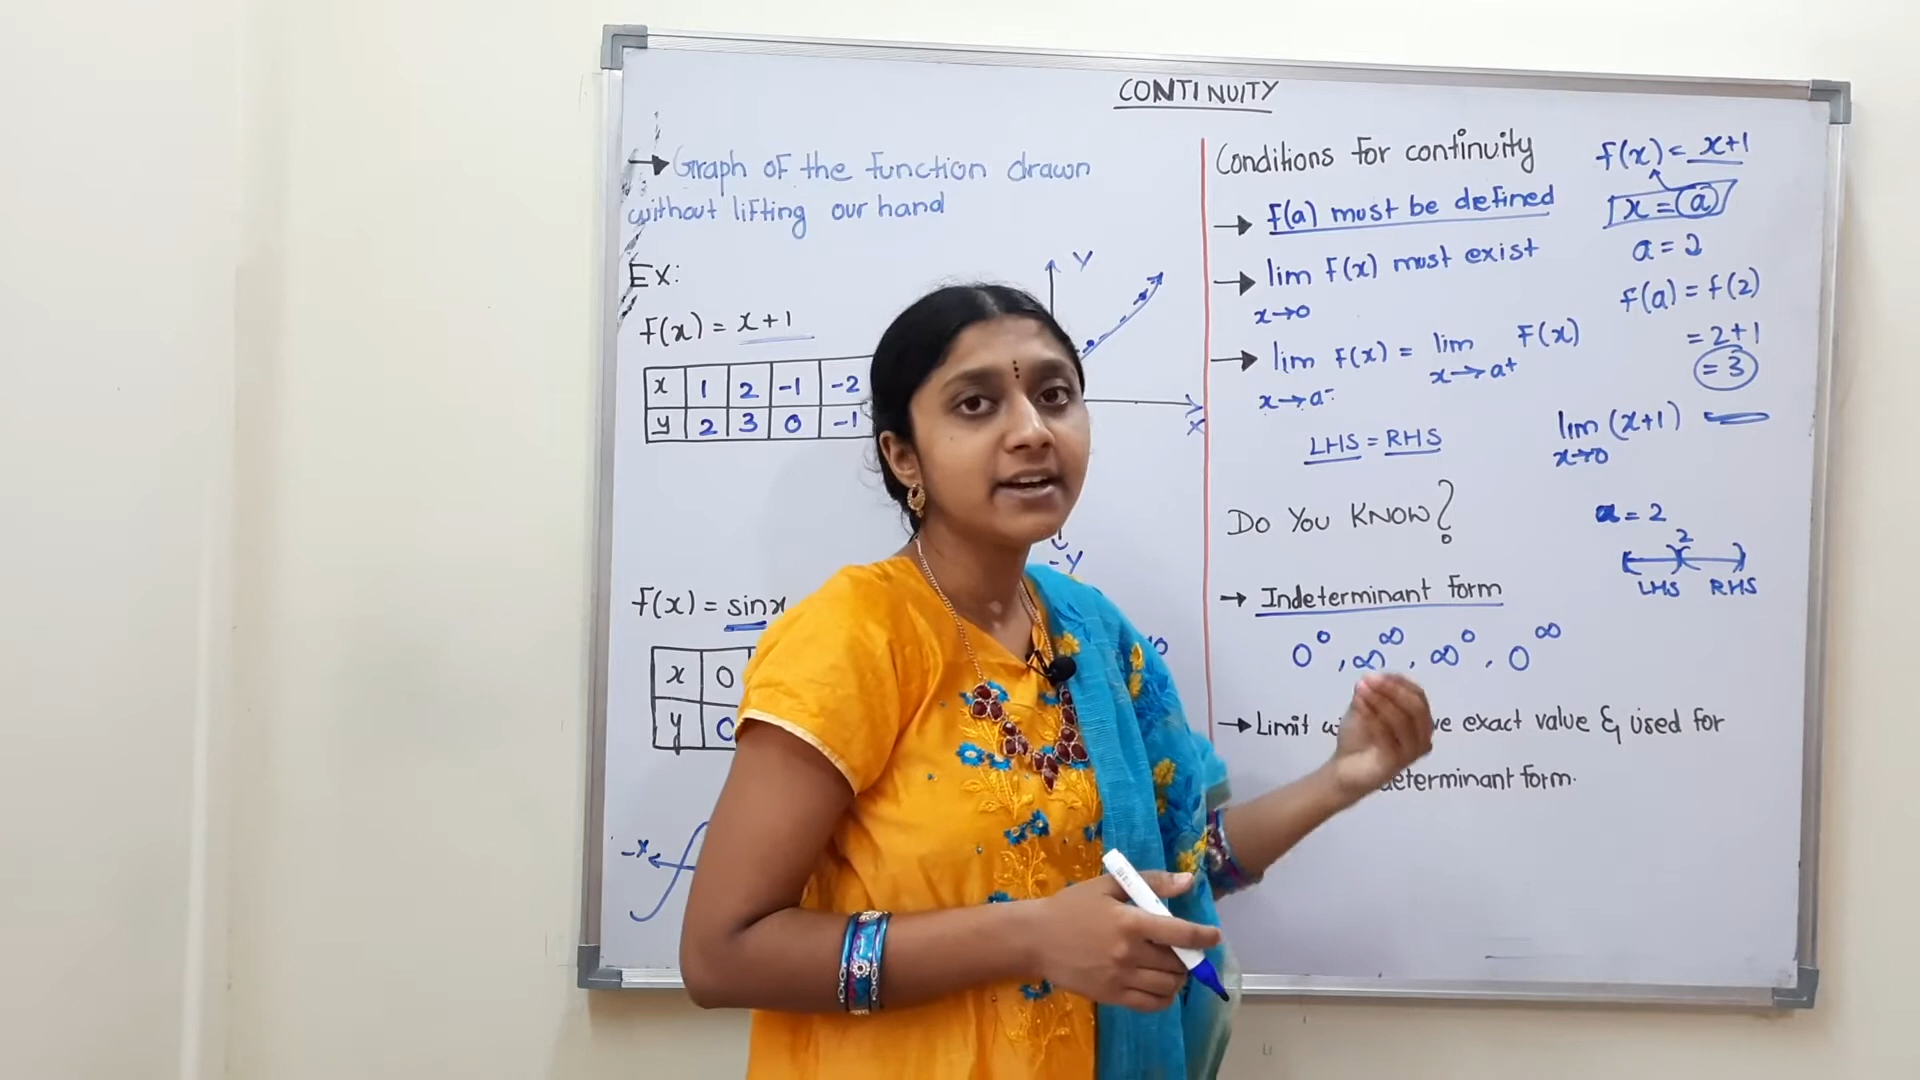 CONTINUITY
Graph of the function drawn
without lifting our hand
Ex:
f(x) = x+1
x 1 2 -1 -2
y 2 3 0 -1
Y
X
-Y
f(x) = sinx
x 0
y 0
-x
Conditions for continuity
→ f(a) must be defined
→ lim f(x) must exist
x→0
→ lim f(x) = lim F(x)
x→a⁻ x→a⁺
LHS = RHS
Do You KNOW?
→ Indeterminant form
0⁰, ∞^∞, ∞⁰, 0^∞
→ Limit exact value & used for
form.
f(x) = x+1
x = a
a = 2
f(a) = f(2)
= 2+1
= 3
lim (x+1)
x→0
a = 2
2
LHS RHS